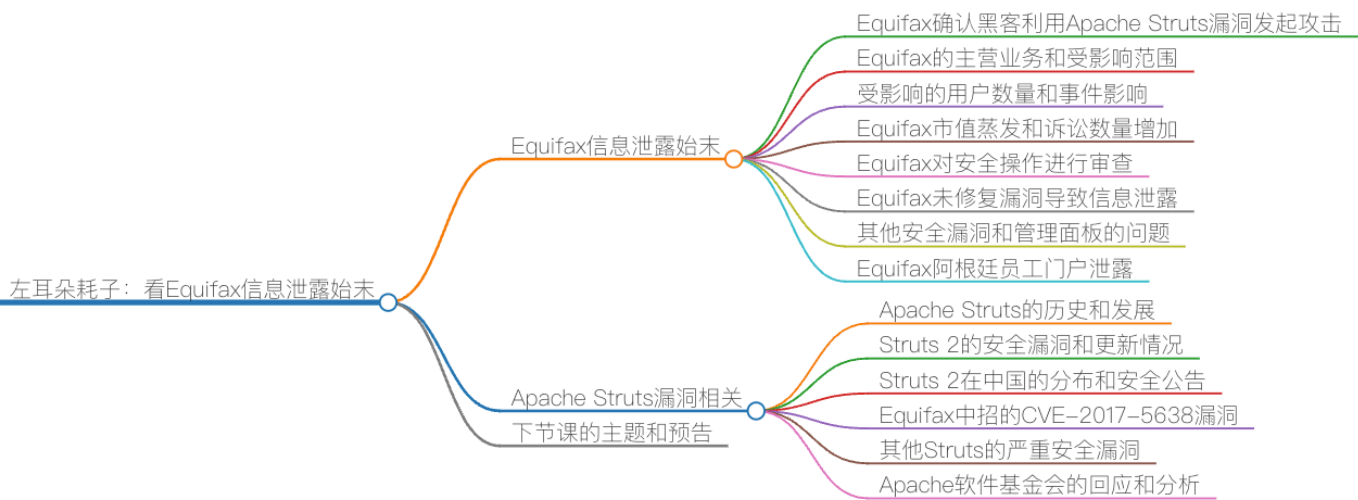 左耳朵耗子：看Equifax信息泄露始末
Equifax信息泄露始末
Equifax确认黑客利用Apache Struts漏洞发起攻击
Equifax的主营业务和受影响范围
受影响的用户数量和事件影响
Equifax市值蒸发和诉讼数量增加
Equifax对安全操作进行审查
Equifax未修复漏洞导致信息泄露
其他安全漏洞和管理面板的问题
Equifax阿根廷员工门户泄露
Apache Struts漏洞相关
Apache Struts的历史和发展
Struts 2的安全漏洞和更新情况
Struts 2在中国的分布和安全公告
Equifax中招的CVE-2017-5638漏洞
其他Struts的严重安全漏洞
Apache软件基金会的回应和分析
下节课的主题和预告